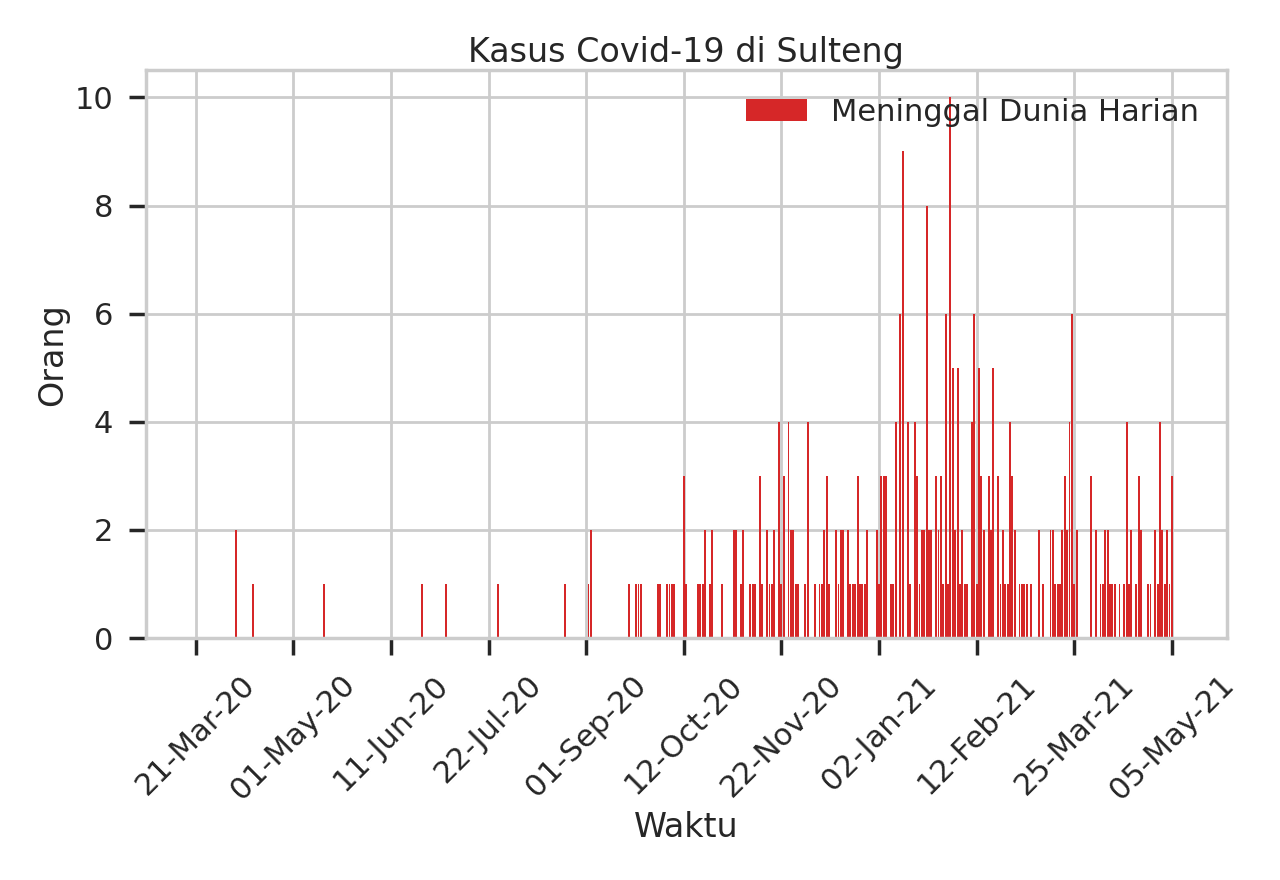 Kasus Covid-19 di Sulteng
Meninggal Dunia Harian
Orang
10
8
6
4
2
0
21-Mar-20
01-May-20
11-Jun-20
22-Jul-20
01-Sep-20
12-Oct-20
22-Nov-20
02-Jan-21
12-Feb-21
25-Mar-21
05-May-21
Waktu